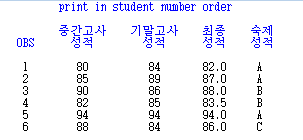 print in student number order
중간고사 기말고사 최종 숙제
OBS 성적 성적 성적 성적
1 80 84 82.0 A
2 85 89 87.0 A
3 90 86 88.0 B
4 82 85 83.5 B
5 94 94 94.0 A
6 88 84 86.0 C